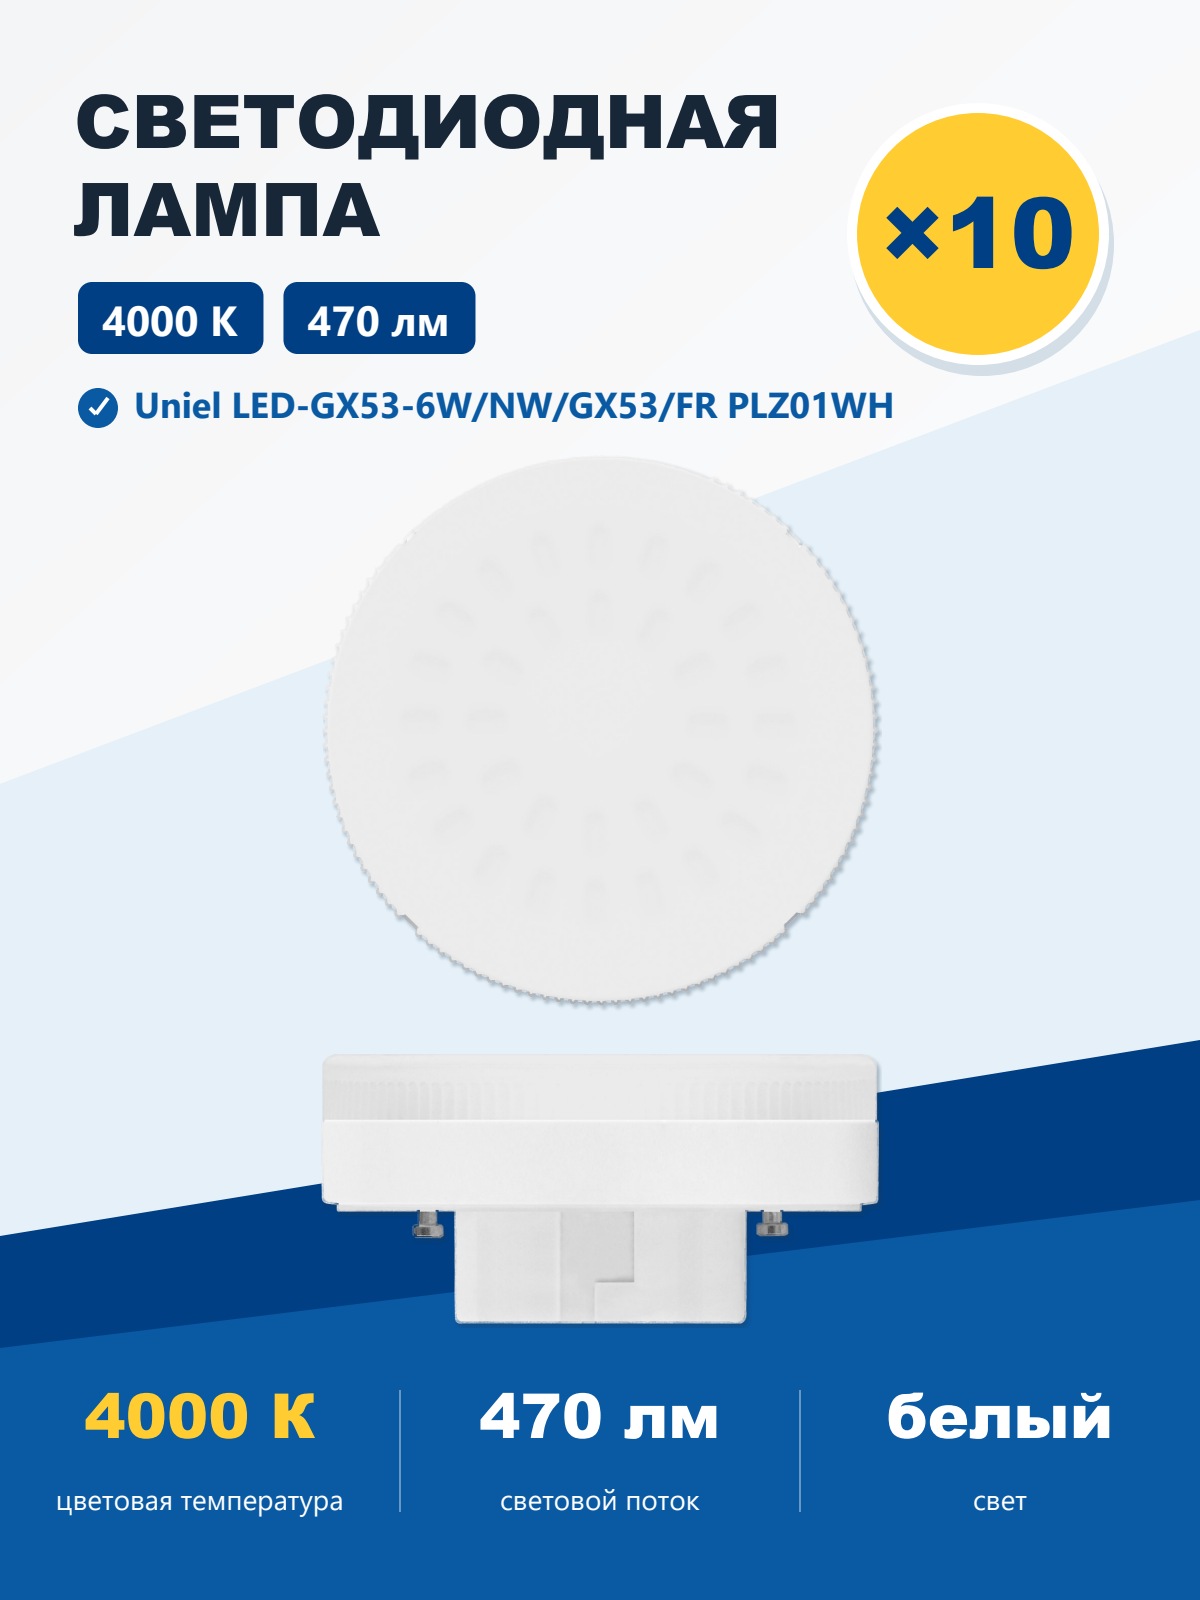 СВЕТОДИОДНАЯ
ЛАМПА
×10
4000 К
470 лм
Uniel LED-GX53-6W/NW/GX53/FR PLZ01WH
4000 К
470 лм
белый
цветовая температура
световой поток
свет